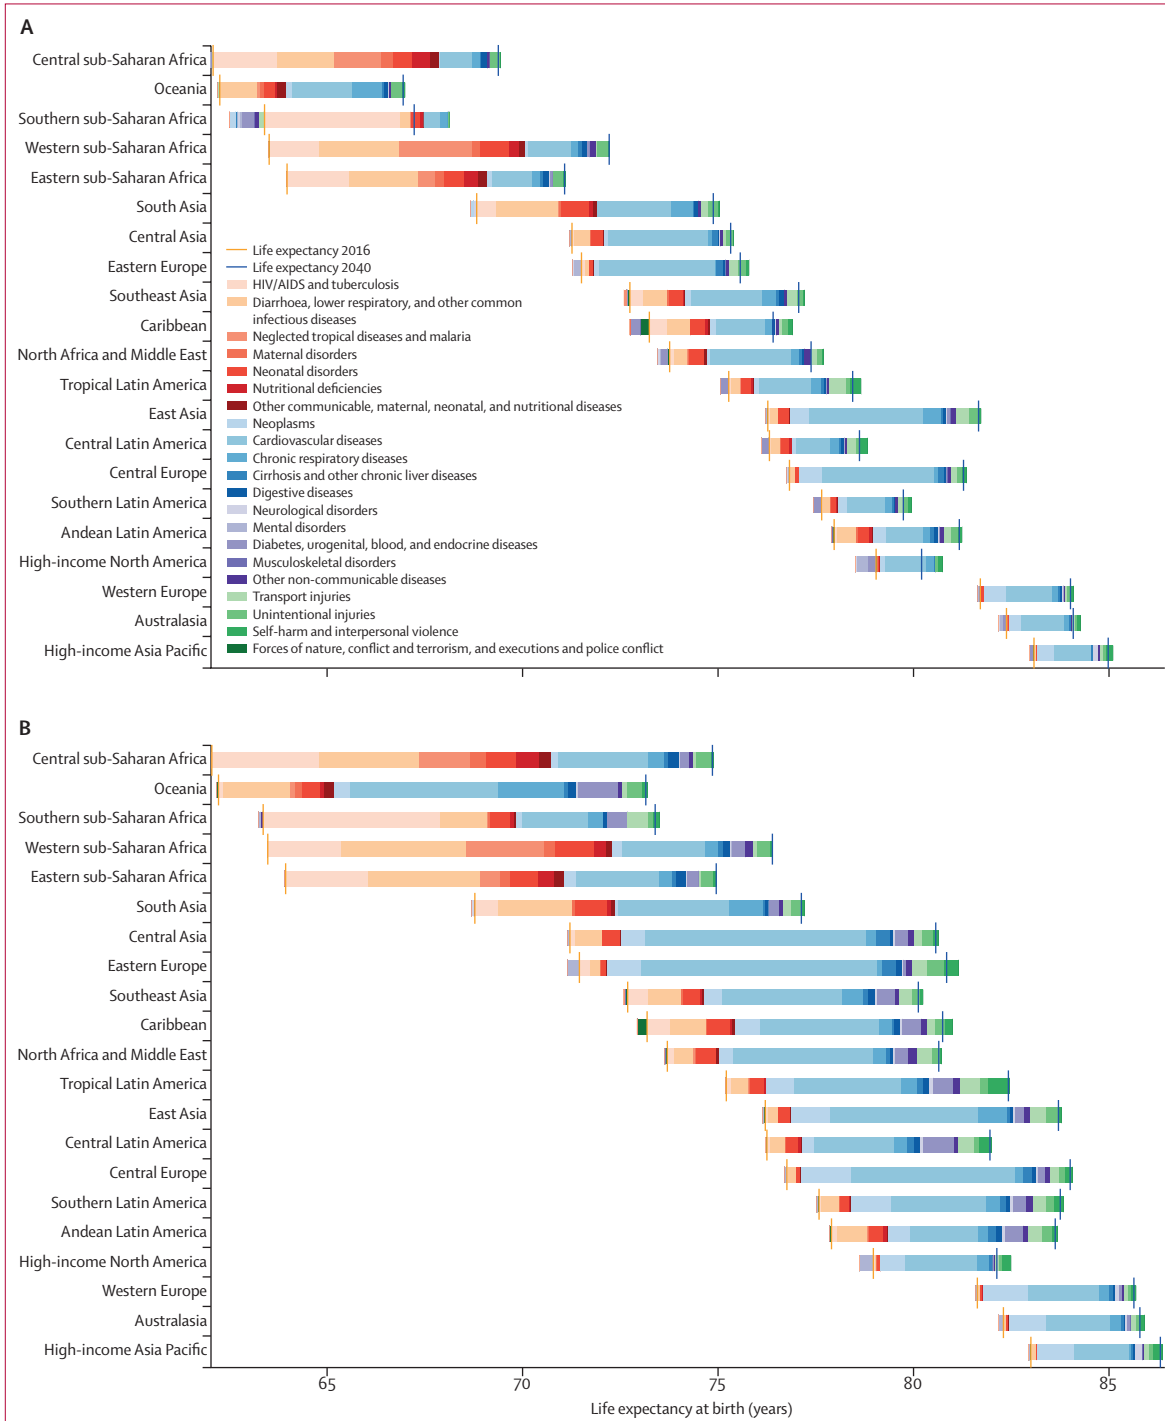 A
Central sub-Saharan Africa
Oceania
Southern sub-Saharan Africa
Western sub-Saharan Africa
Eastern sub-Saharan Africa
South Asia
Central Asia
Eastern Europe
Southeast Asia
Caribbean
North Africa and Middle East
Tropical Latin America
East Asia
Central Latin America
Central Europe
Southern Latin America
Andean Latin America
High-income North America
Western Europe
Australasia
High-income Asia Pacific
Life expectancy 2016
Life expectancy 2040
HIV/AIDS and tuberculosis
Diarrhoea, lower respiratory, and other common
infectious diseases
Neglected tropical diseases and malaria
Maternal disorders
Neonatal disorders
Nutritional deficiencies
Other communicable, maternal, neonatal, and nutritional diseases
Neoplasms
Cardiovascular diseases
Chronic respiratory diseases
Cirrhosis and other chronic liver diseases
Digestive diseases
Neurological disorders
Mental disorders
Diabetes, urogenital, blood, and endocrine diseases
Musculoskeletal disorders
Other non-communicable diseases
Transport injuries
Unintentional injuries
Self-harm and interpersonal violence
Forces of nature, conflict and terrorism, and executions and police conflict
B
Central sub-Saharan Africa
Oceania
Southern sub-Saharan Africa
Western sub-Saharan Africa
Eastern sub-Saharan Africa
South Asia
Central Asia
Eastern Europe
Southeast Asia
Caribbean
North Africa and Middle East
Tropical Latin America
East Asia
Central Latin America
Central Europe
Southern Latin America
Andean Latin America
High-income North America
Western Europe
Australasia
High-income Asia Pacific
65 70 75 80 85
Life expectancy at birth (years)